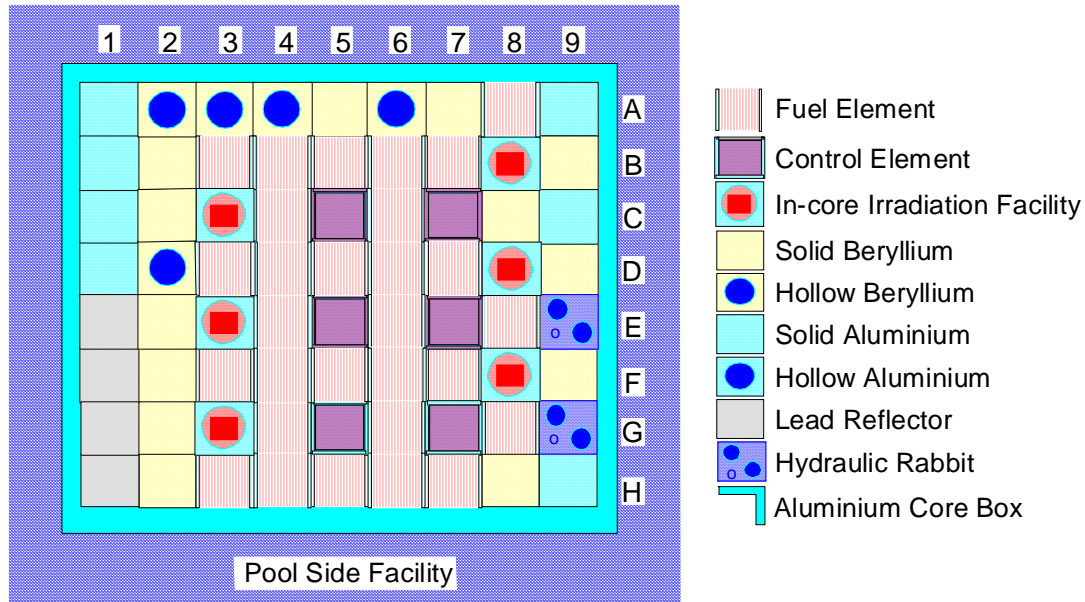 1 2 3 4 5 6 7 8 9
A
B
C
D
E
F
G
H
o
o
Pool Side Facility
Fuel Element
Control Element
In-core Irradiation Facility
Solid Beryllium
Hollow Beryllium
Solid Aluminium
Hollow Aluminium
Lead Reflector
o
Hydraulic Rabbit
Aluminium Core Box